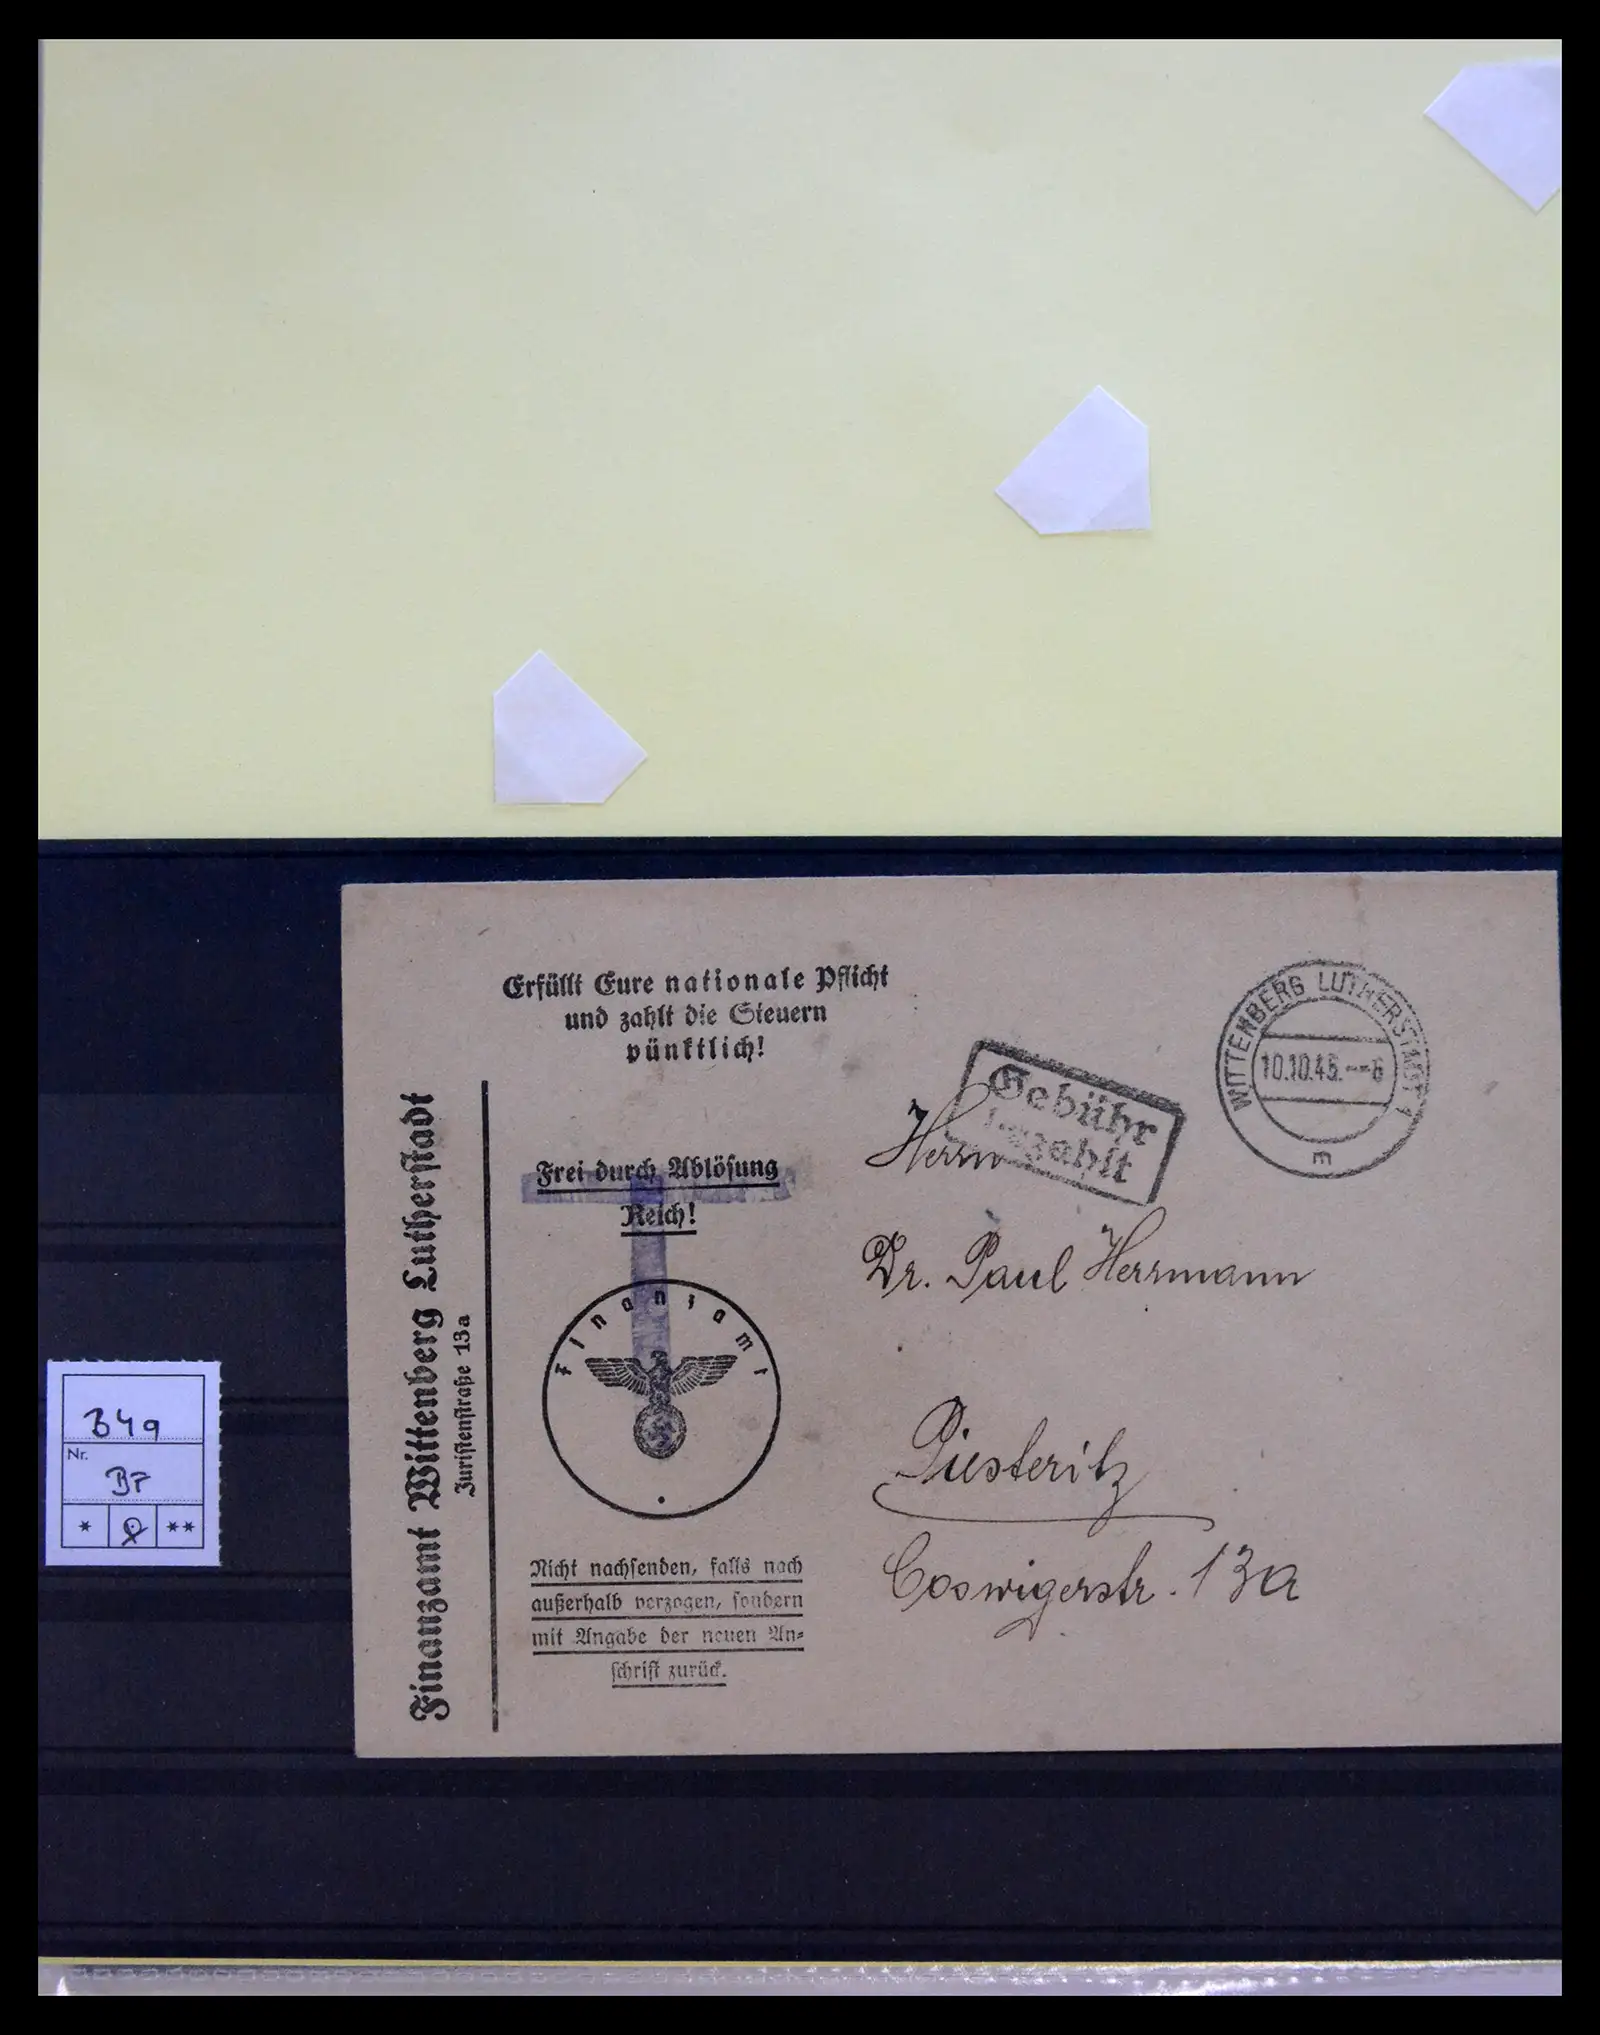 Erfüllt Eure nationale Pflicht
und zahlt die Steuern
pünktlich!
WITTENBERG LUTHERSTADT 1
10.10.45.--6
m
Gebühr
bezahlt
Frei durch Ablösung
Reich!
Finanzamt
Finanzamt Wittenberg Lutherstadt
Juristenstraße 13a
Herrn
Dr. Paul Herrmann
Piesteritz
Coswigerstr. 13a
Nicht nachsenden, falls nach
außerhalb verzogen, sondern
mit Angabe der neuen An-
schrift zurück.
Nr.
* **